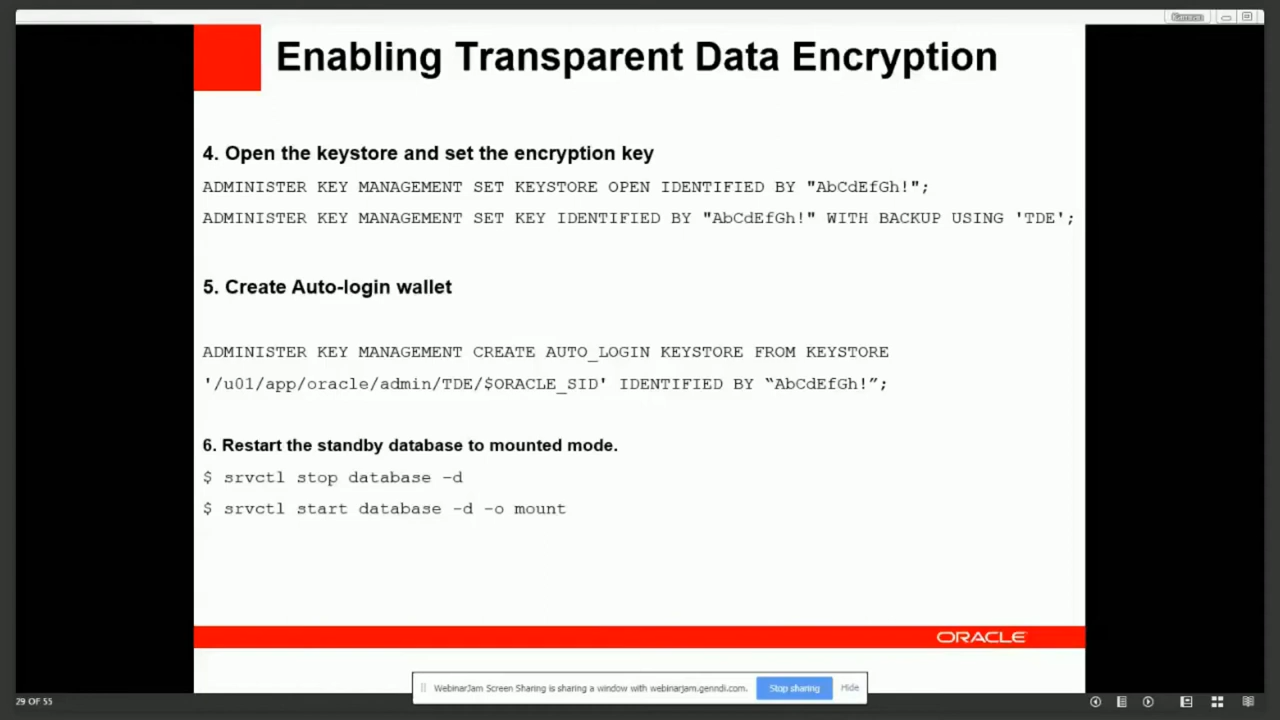 Enabling Transparent Data Encryption
4. Open the keystore and set the encryption key
ADMINISTER KEY MANAGEMENT SET KEYSTORE OPEN IDENTIFIED BY "AbCdEfGh!";
ADMINISTER KEY MANAGEMENT SET KEY IDENTIFIED BY "AbCdEfGh!" WITH BACKUP USING 'TDE';
5. Create Auto-login wallet
ADMINISTER KEY MANAGEMENT CREATE AUTO_LOGIN KEYSTORE FROM KEYSTORE
'/u01/app/oracle/admin/TDE/$ORACLE_SID' IDENTIFIED BY “AbCdEfGh!”;
6. Restart the standby database to mounted mode.
$ srvctl stop database –d
$ srvctl start database –d –o mount
ORACLE
WebinarJam Screen Sharing is sharing a window with webinarjam.genndi.com.
Stop sharing
Hide
29 OF 55